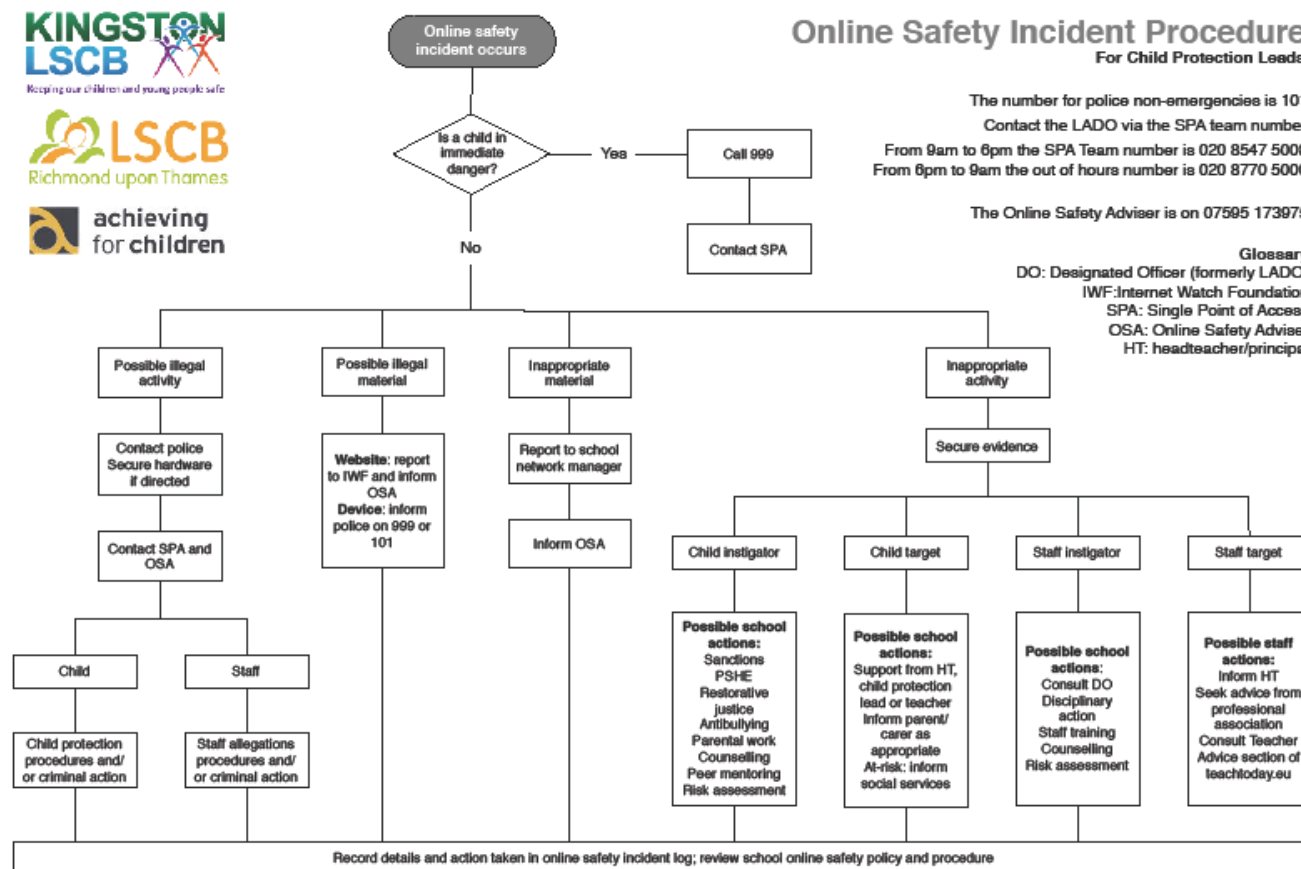 KINGSTON
LSCB
Keeping our children and young people safe
LSCB
Richmond upon Thames
achieving
for children
Online Safety Incident Procedure
For Child Protection Leads
The number for police non-emergencies is 101
Contact the LADO via the SPA team number
From 9am to 6pm the SPA Team number is 020 8547 500
From 6pm to 9am the out of hours number is 020 8770 500
The Online Safety Adviser is on 07595 17397
Glossar
DO: Designated Officer (formerly LADO
IWF:Internet Watch Foundation
SPA: Single Point of Acces
OSA: Online Safety Advise
HT: headteacher/principa
Online safety
incident occurs
Is a child in
immediate
danger?
Yes
Call 999
Contact SPA
No
Possible illegal
activity
Contact police
Secure hardware
if directed
Contact SPA and
OSA
Child
Child protection
procedures and/
or criminal action
Staff
Staff allegations
procedures and/
or criminal action
Possible illegal
material
Website: report
to IWF and inform
OSA
Device: inform
police on 999 or
101
Inappropriate
material
Report to school
network manager
Inform OSA
Inappropriate
activity
Secure evidence
Child instigator
Possible school
actions:
Sanctions
PSHE
Restorative
justice
Antibullying
Parental work
Counselling
Peer mentoring
Risk assessment
Child target
Possible school
actions:
Support from HT,
child protection
lead or teacher
Inform parent/
carer as
appropriate
At-risk: inform
social services
Staff instigator
Possible school
actions:
Consult DO
Disciplinary
action
Staff training
Counselling
Risk assessment
Staff target
Possible staff
actions:
Inform HT
Seek advice from
professional
association
Consult Teacher
Advice section of
teachtoday.eu
Record details and action taken in online safety incident log; review school online safety policy and procedure